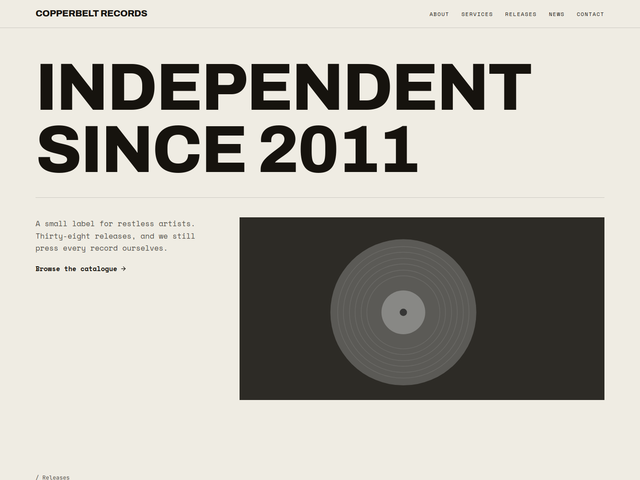 COPPERBELT RECORDS
ABOUT SERVICES RELEASES NEWS CONTACT
INDEPENDENT
SINCE 2011
A small label for restless artists.
Thirty-eight releases, and we still
press every record ourselves.
Browse the catalogue →
/ Releases